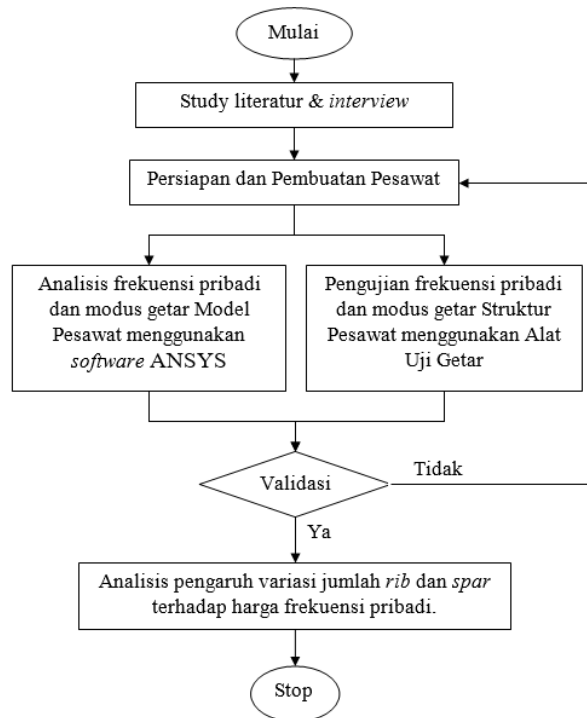 Mulai
Study literatur & interview
Persiapan dan Pembuatan Pesawat
Analisis frekuensi pribadi
dan modus getar Model
Pesawat menggunakan
software ANSYS
Pengujian frekuensi pribadi
dan modus getar Struktur
Pesawat menggunakan Alat
Uji Getar
Validasi
Tidak
Ya
Analisis pengaruh variasi jumlah rib dan spar
terhadap harga frekuensi pribadi.
Stop